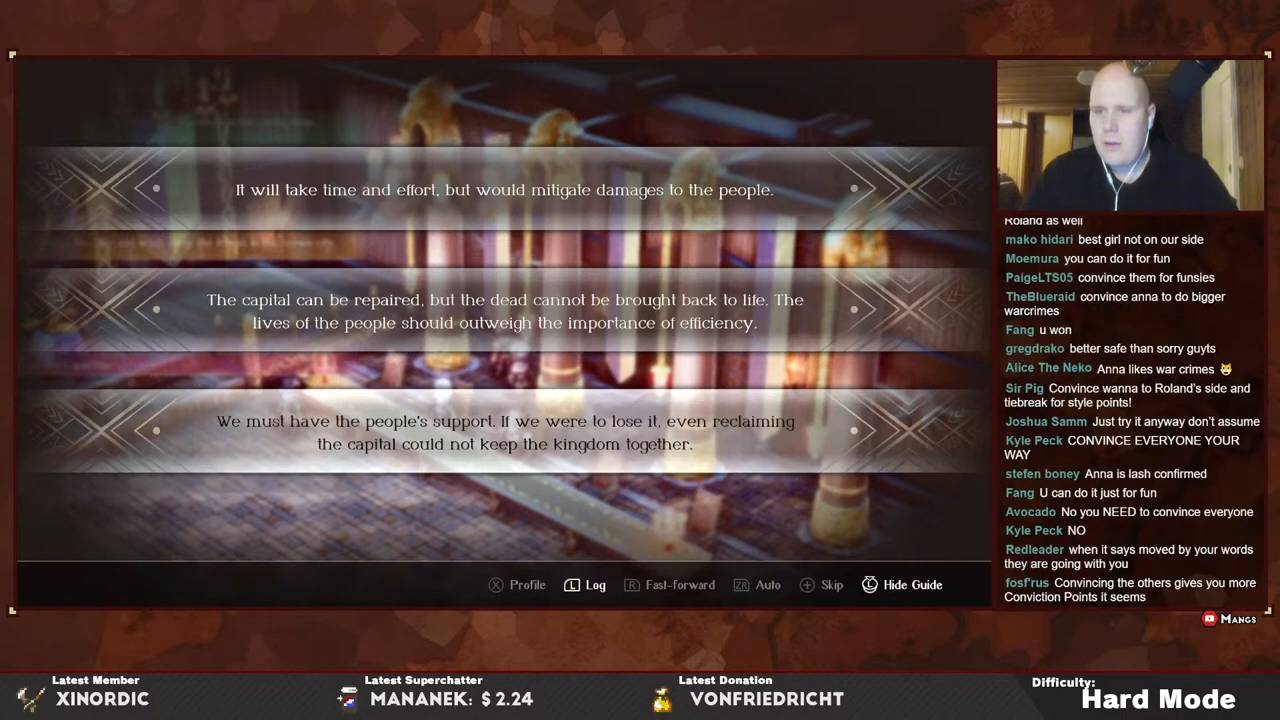 It will take time and effort, but would mitigate damages to the people.
The capital can be repaired, but the dead cannot be brought back to life. The
lives of the people should outweigh the importance of efficiency.
We must have the people's support. If we were to lose it, even reclaiming
the capital could not keep the kingdom together.
X Profile L Log R Fast-forward ZR Auto + Skip L Hide Guide
Roland as well
mako hidari best girl not on our side
Moemura you can do it for fun
PaigeLTS05 convince them for funsies
TheBlueraid convince anna to do bigger
warcrimes
Fang u won
gregdrako better safe than sorry guyts
Alice The Neko Anna likes war crimes 😺
Sir Pig Convince wanna to Roland's side and
tiebreak for style points!
Joshua Samm Just try it anyway don't assume
Kyle Peck CONVINCE EVERYONE YOUR
WAY
stefen boney Anna is lash confirmed
Fang U can do it just for fun
Avocado No you NEED to convince everyone
Kyle Peck NO
Redleader when it says moved by your words
they are going with you
fosf'rus Convincing the others gives you more
Conviction Points it seems
Mangs
Latest Member
XINORDIC
Latest Superchatter
MANANEK: $ 2.24
Latest Donation
VONFRIEDRICHT
Difficulty:
Hard Mode